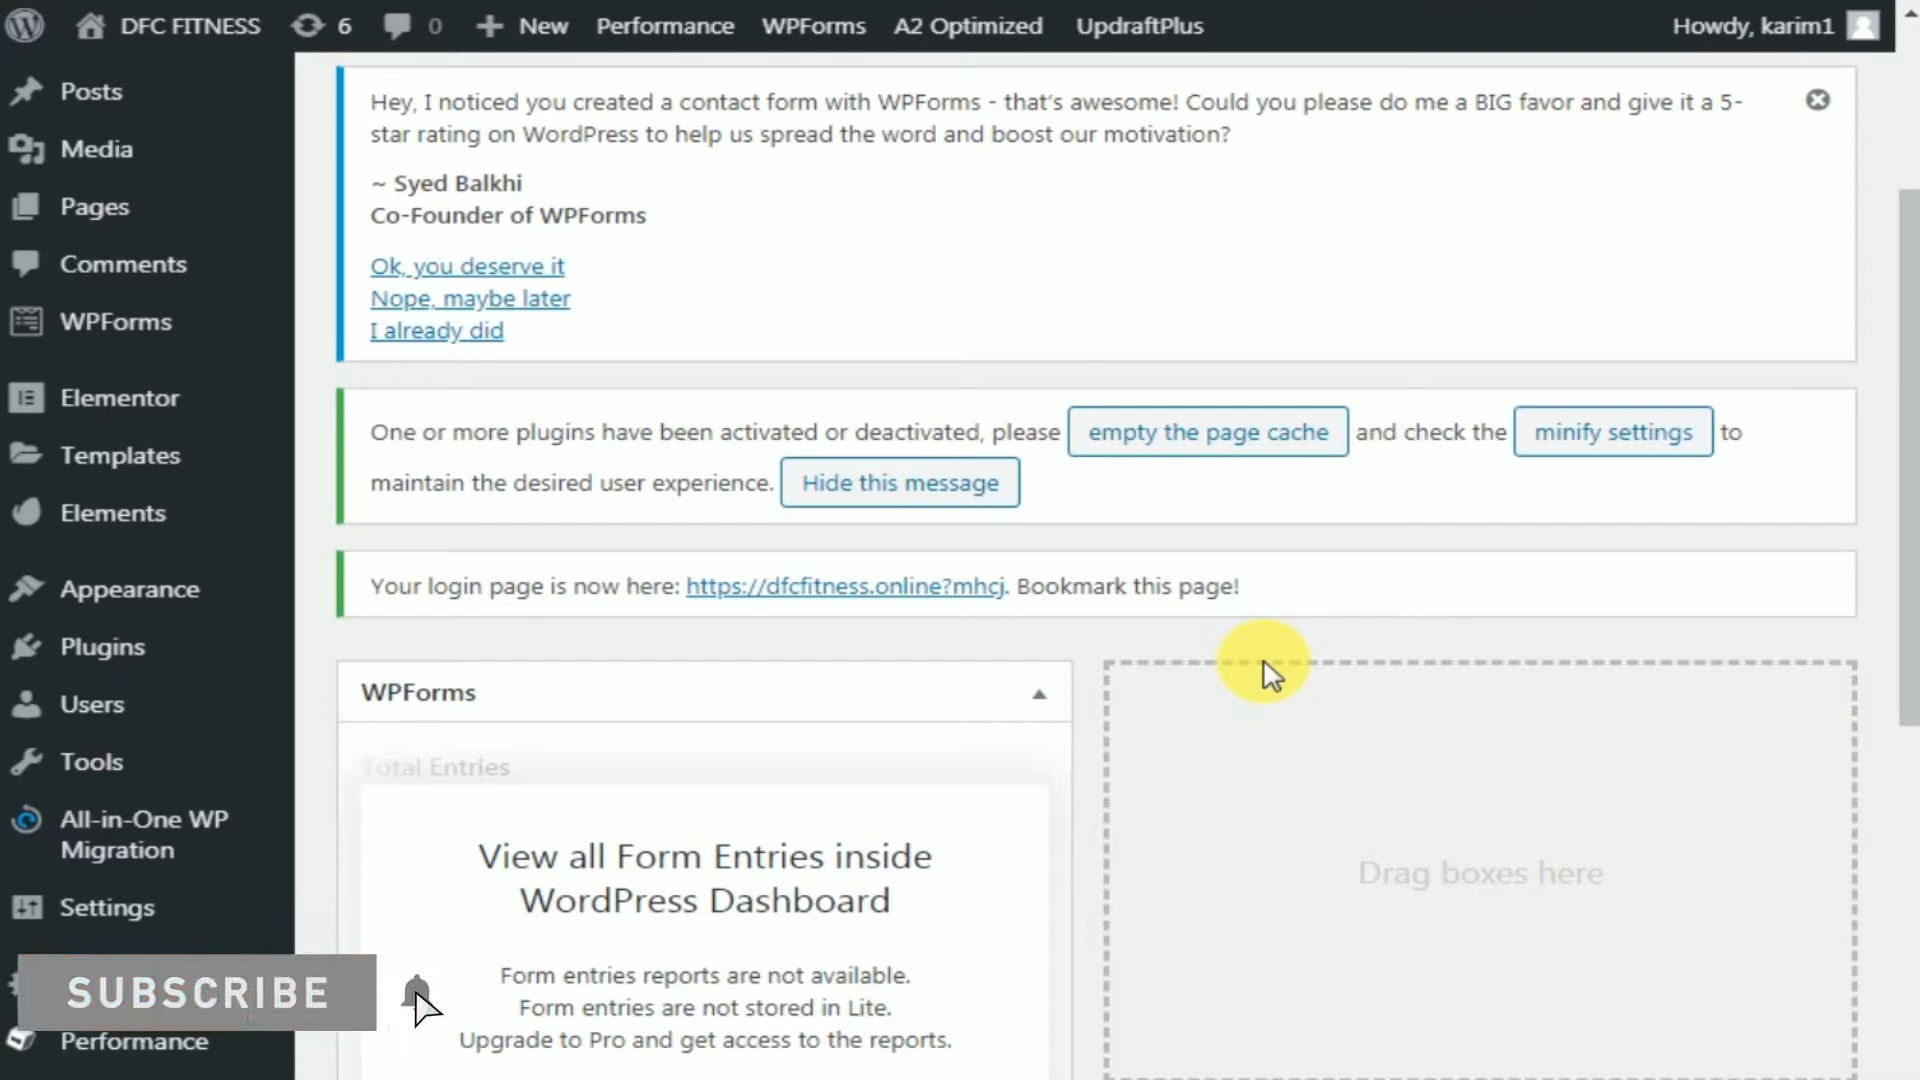 DFC FITNESS 6 0 New Performance WPForms A2 Optimized UpdraftPlus Howdy, karim1
Posts
Media
Pages
Comments
WPForms
Elementor
Templates
Elements
Appearance
Plugins
Users
Tools
All-in-One WP
Migration
Settings
SUBSCRIBE
Performance
Hey, I noticed you created a contact form with WPForms - that's awesome! Could you please do me a BIG favor and give it a 5-
star rating on WordPress to help us spread the word and boost our motivation?
~ Syed Balkhi
Co-Founder of WPForms
Ok, you deserve it
Nope, maybe later
I already did
One or more plugins have been activated or deactivated, please empty the page cache and check the minify settings to
maintain the desired user experience. Hide this message
Your login page is now here: https://dfcfitness.online?mhcj. Bookmark this page!
WPForms
Total Entries
View all Form Entries inside
WordPress Dashboard
Form entries reports are not available.
Form entries are not stored in Lite.
Upgrade to Pro and get access to the reports.
Drag boxes here